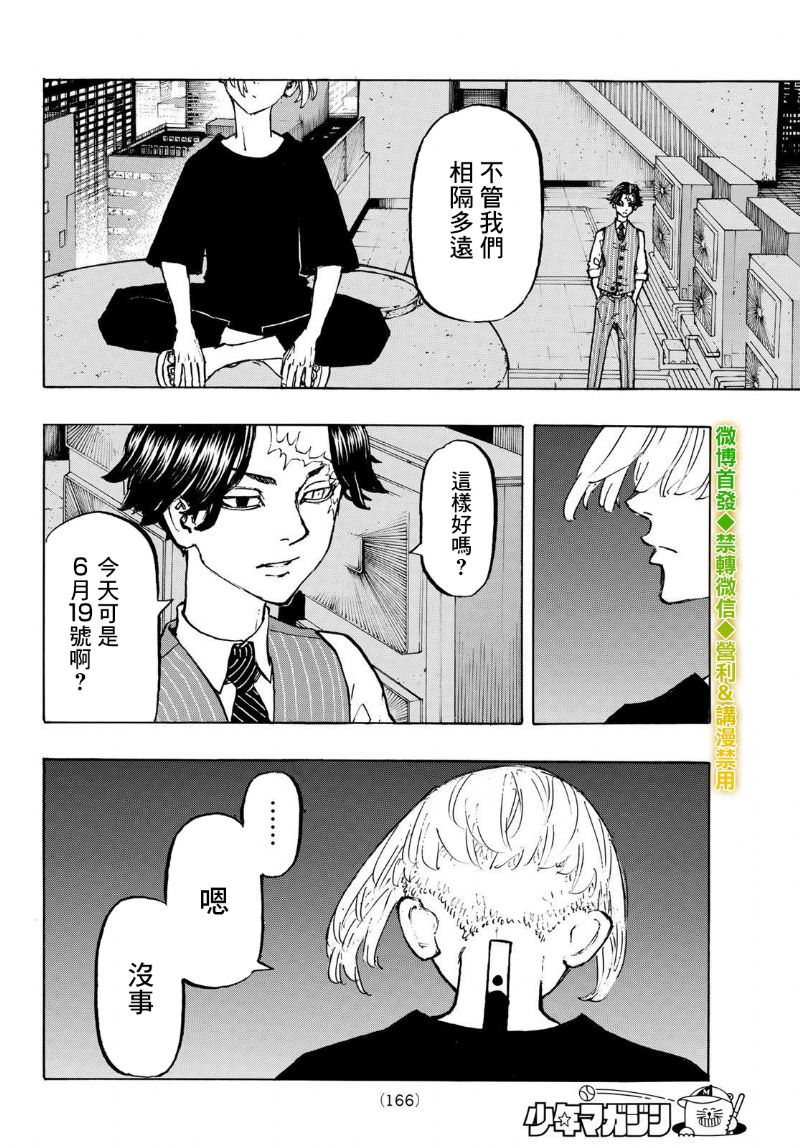 不管我們
相隔多遠
這樣好嗎?
今天可是
6月19號啊?
……
嗯
沒事
微博首發◆禁轉微信◆營利&講漫禁用
(166)
少年マガジン
M